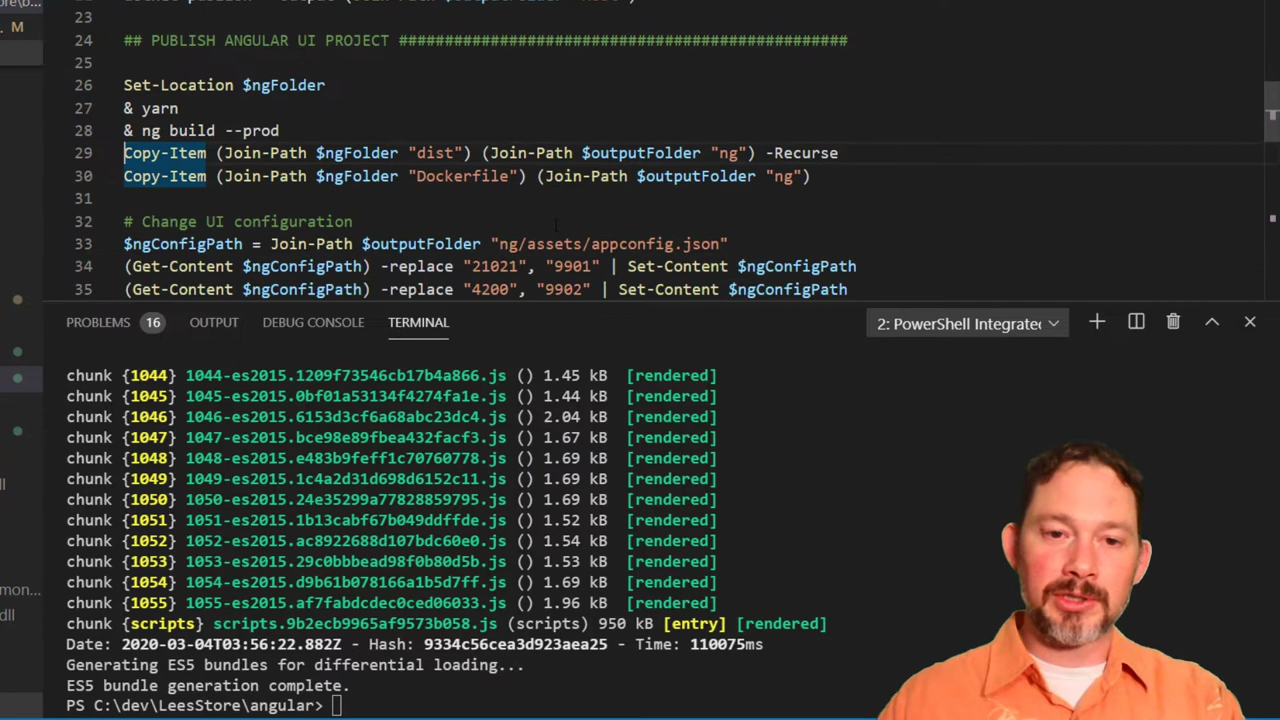 tore\b...
. M
23
24 ## PUBLISH ANGULAR UI PROJECT ##################################################
25
26 Set-Location $ngFolder
27 & yarn
28 & ng build --prod
29 Copy-Item (Join-Path $ngFolder "dist") (Join-Path $outputFolder "ng") -Recurse
30 Copy-Item (Join-Path $ngFolder "Dockerfile") (Join-Path $outputFolder "ng")
31
32 # Change UI configuration
33 $ngConfigPath = Join-Path $outputFolder "ng/assets/appconfig.json"
34 (Get-Content $ngConfigPath) -replace "21021", "9901" | Set-Content $ngConfigPath
35 (Get-Content $ngConfigPath) -replace "4200", "9902" | Set-Content $ngConfigPath
PROBLEMS 16 OUTPUT DEBUG CONSOLE TERMINAL 2: PowerShell Integrated
chunk {1044} 1044-es2015.1209f73546cb17b4a866.js () 1.45 kB [rendered]
chunk {1045} 1045-es2015.0bf01a53134f4274fa1e.js () 1.44 kB [rendered]
chunk {1046} 1046-es2015.6153d3cf6a68abc23dc4.js () 2.04 kB [rendered]
chunk {1047} 1047-es2015.bce98e89fbea432facf3.js () 1.67 kB [rendered]
chunk {1048} 1048-es2015.e483b9feff1c70760778.js () 1.69 kB [rendered]
chunk {1049} 1049-es2015.1c4a2d31d698d6152c11.js () 1.69 kB [rendered]
chunk {1050} 1050-es2015.24e35299a77828859795.js () 1.69 kB [rendered]
chunk {1051} 1051-es2015.1b13cabf67b049ddffde.js () 1.52 kB [rendered]
chunk {1052} 1052-es2015.ac8922688d107bdc60e0.js () 1.54 kB [rendered]
chunk {1053} 1053-es2015.29c0bbbead98f0b80d5b.js () 1.53 kB [rendered]
chunk {1054} 1054-es2015.d9b61b078166a1b5d7ff.js () 1.69 kB [rendered]
chunk {1055} 1055-es2015.af7fabdcdec0ced06033.js () 1.96 kB [rendered]
chunk {scripts} scripts.9b2ecb9965af9573b058.js (scripts) 950 kB [entry] [rendered]
Date: 2020-03-04T03:56:22.882Z - Hash: 9334c56cea3d923aea25 - Time: 110075ms
Generating ES5 bundles for differential loading...
ES5 bundle generation complete.
PS C:\dev\LeesStore\angular>
mon...
dll